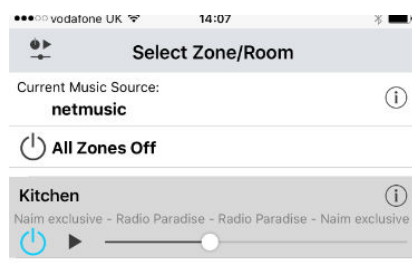 vodafone UK 14:07
Select Zone/Room
Current Music Source:
netmusic
All Zones Off
Kitchen
Naim exclusive - Radio Paradise - Radio Paradise - Naim exclusive